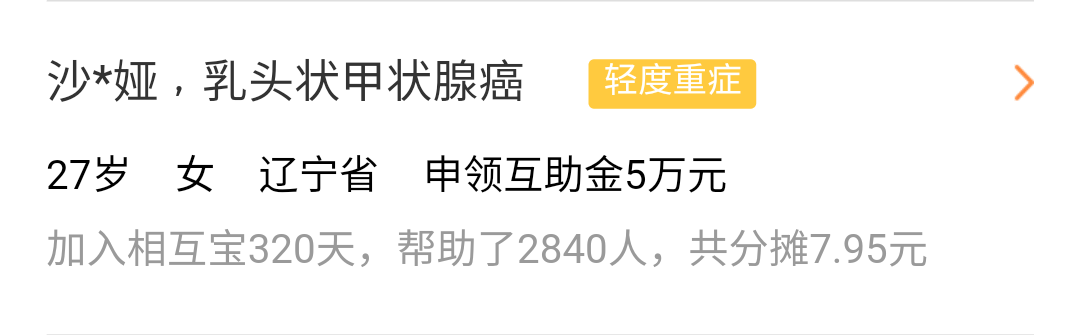 沙*娅，乳头状甲状腺癌 轻度重症
27岁 女 辽宁省 申领互助金5万元
加入相互宝320天，帮助了2840人，共分摊7.95元